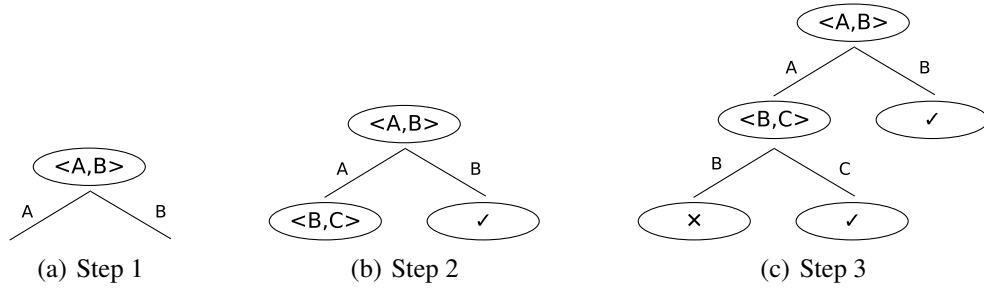 <A,B>
A B
(a) Step 1
<A,B>
A B
<B,C> ✓
(b) Step 2
<A,B>
A B
<B,C> ✓
B C
✕ ✓
(c) Step 3